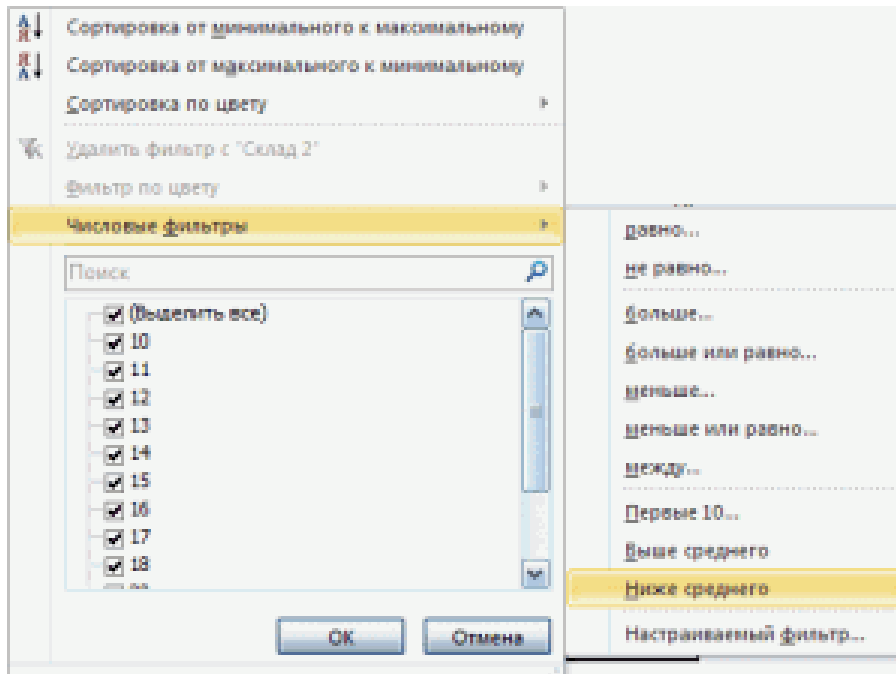 Сортировка от минимального к максимальному
Сортировка от максимального к минимальному
Сортировка по цвету
Удалить фильтр с "Склад 2"
Фильтр по цвету
Числовые фильтры
Поиск
(Выделить все)
10
11
12
13
14
15
16
17
18
ОК
Отмена
равно...
не равно...
больше...
больше или равно...
меньше...
меньше или равно...
между...
Первые 10...
Выше среднего
Ниже среднего
Настраиваемый фильтр...